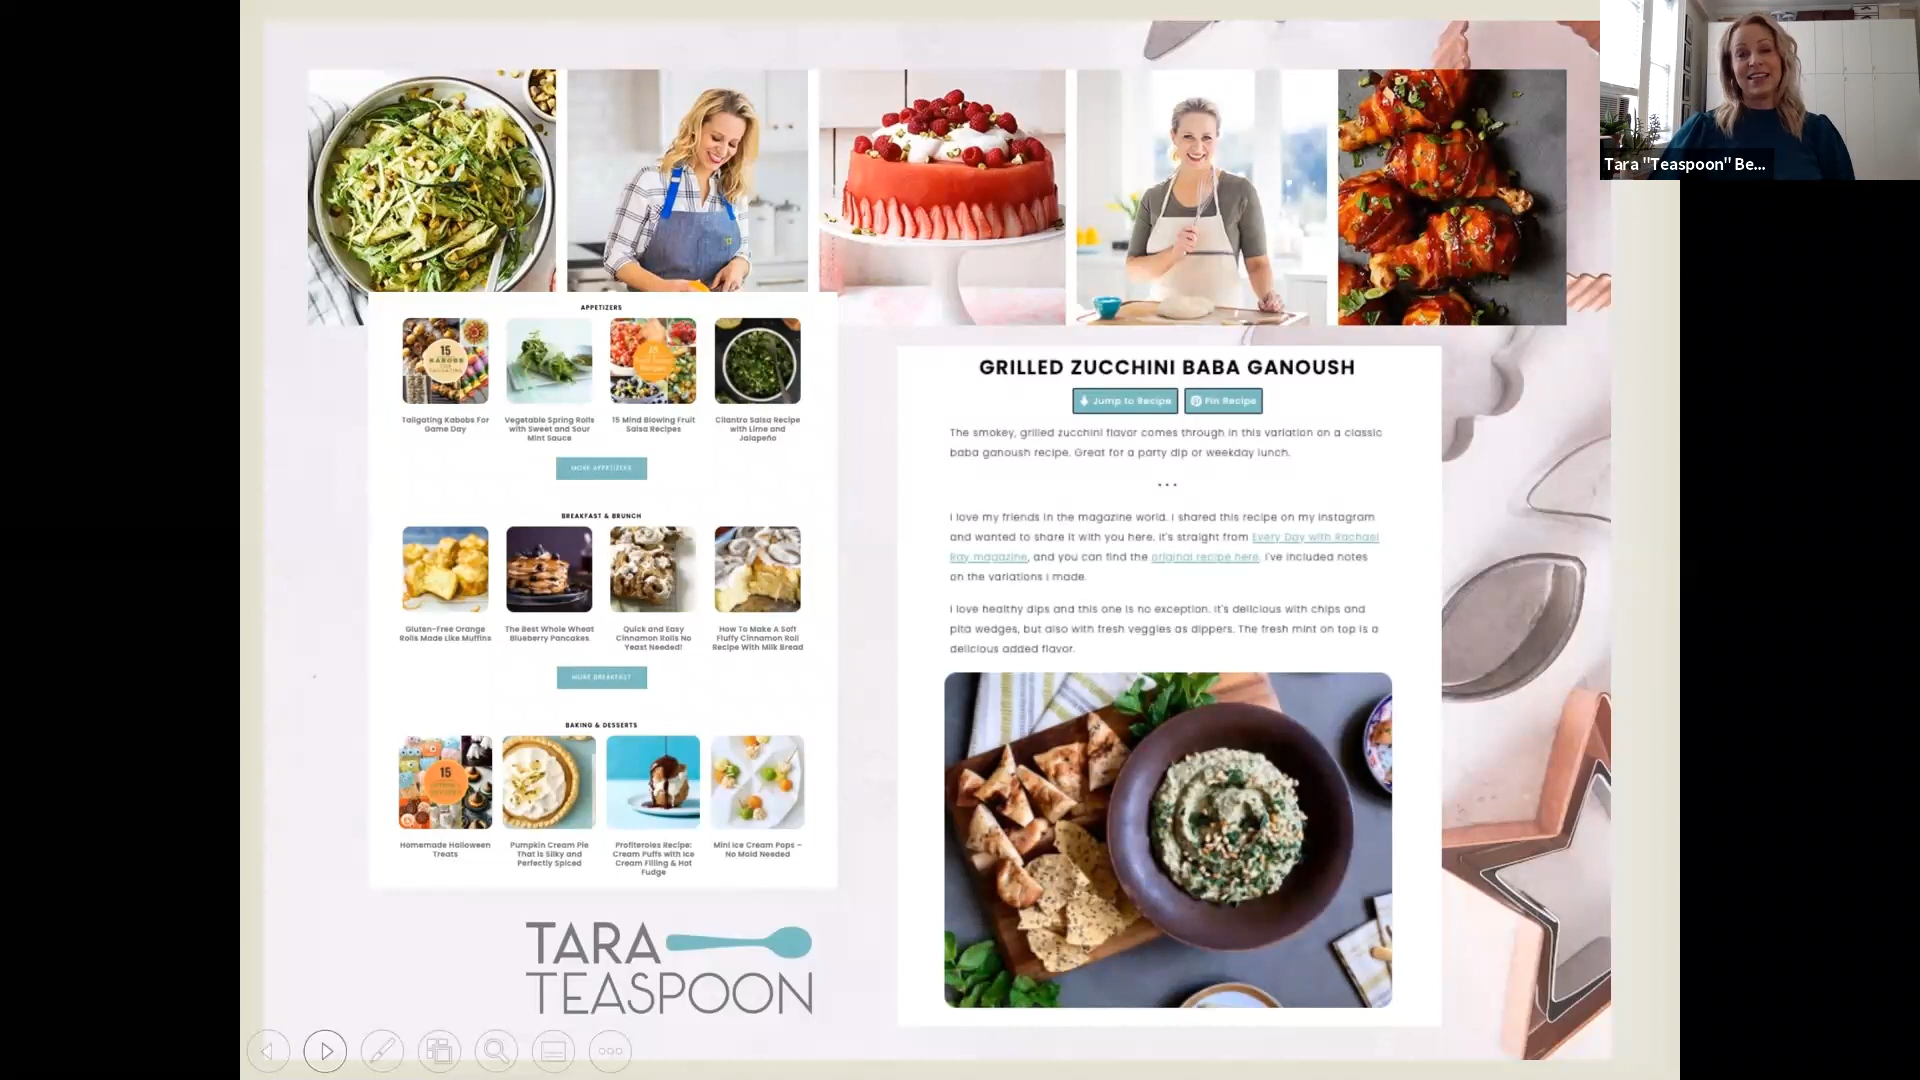 Tara "Teaspoon" Be...
APPETIZERS
15
KABOBS
Tailgating Kabobs For
Game Day
Vegetable Spring Rolls
with Sweet and Sour
Mint Sauce
15
15 Mind Blowing Fruit
Salsa Recipes
Cilantro Salsa Recipe
with Lime and
Jalapeño
MORE APPETIZERS
BREAKFAST & BRUNCH
Gluten-Free Orange
Rolls Made Like Muffins
The Best Whole Wheat
Blueberry Pancakes
Quick and Easy
Cinnamon Rolls No
Yeast Needed!
How To Make A Soft
Fluffy Cinnamon Roll
Recipe With Milk Bread
MORE BREAKFAST
BAKING & DESSERTS
15
Homemade Halloween
Treats
Pumpkin Cream Pie
That Is Silky and
Perfectly Spiced
Profiteroles Recipe:
Cream Puffs with Ice
Cream Filling & Hot
Fudge
Mini Ice Cream Pops –
No Mold Needed
TARA
TEASPOON
GRILLED ZUCCHINI BABA GANOUSH
Jump to Recipe
Pin Recipe
The smokey, grilled zucchini flavor comes through in this variation on a classic
baba ganoush recipe. Great for a party dip or weekday lunch.
• • •
I love my friends in the magazine world. I shared this recipe on my Instagram
and wanted to share it with you here. It's straight from Every Day with Rachael
Ray magazine, and you can find the original recipe here. I've included notes
on the variations I made.
I love healthy dips and this one is no exception. It's delicious with chips and
pita wedges, but also with fresh veggies as dippers. The fresh mint on top is a
delicious added flavor.